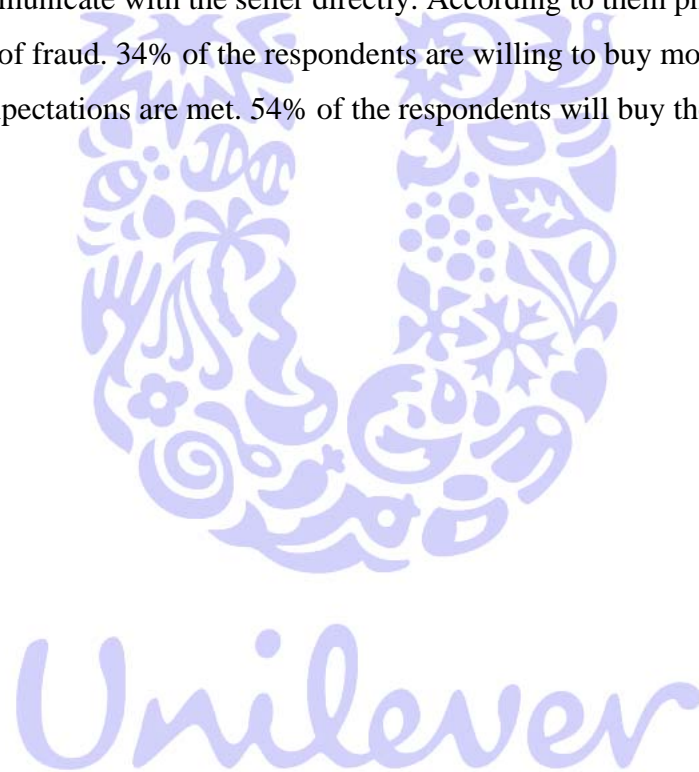 municate with the seller directly. According to them pr
of fraud. 34% of the respondents are willing to buy mo
pectations are met. 54% of the respondents will buy th
Unilever